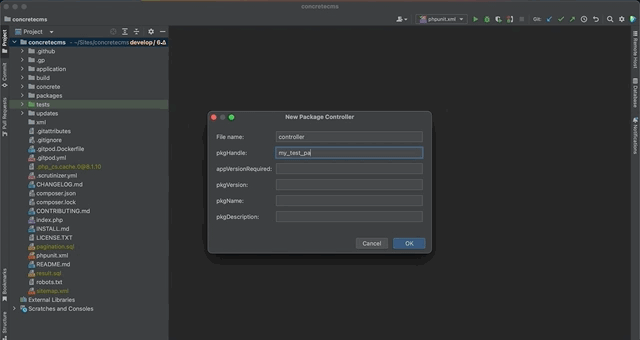 concretecms
concretecms
phpunit.xml
Git:
Project
Project
Commit
Pull Requests
Bookmarks
Structure
concretecms ~/Sites/concretecms develop / 6
.github
.gp
application
build
concrete
packages
tests
updates
xml
.gitattributes
.gitignore
.gitpod.Dockerfile
.gitpod.yml
.php_cs.cache.0@8.1.10
.scrutinizer.yml
CHANGELOG.md
composer.json
composer.lock
CONTRIBUTING.md
index.php
INSTALL.md
LICENSE.TXT
pagination.sql
phpunit.xml
README.md
result.sql
robots.txt
sitemap.xml
External Libraries
Scratches and Consoles
New Package Controller
File name: controller
pkgHandle: my_test_pa
appVersionRequired:
pkgVersion:
pkgName:
pkgDescription:
Cancel OK
Remote Host
Database
Notifications